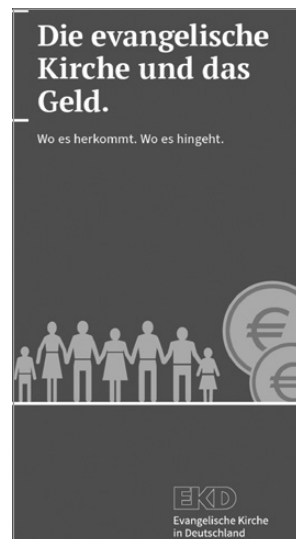 Die evangelische
Kirche und das
Geld.
Wo es herkommt. Wo es hingeht.
€
€
EKD
Evangelische Kirche
in Deutschland